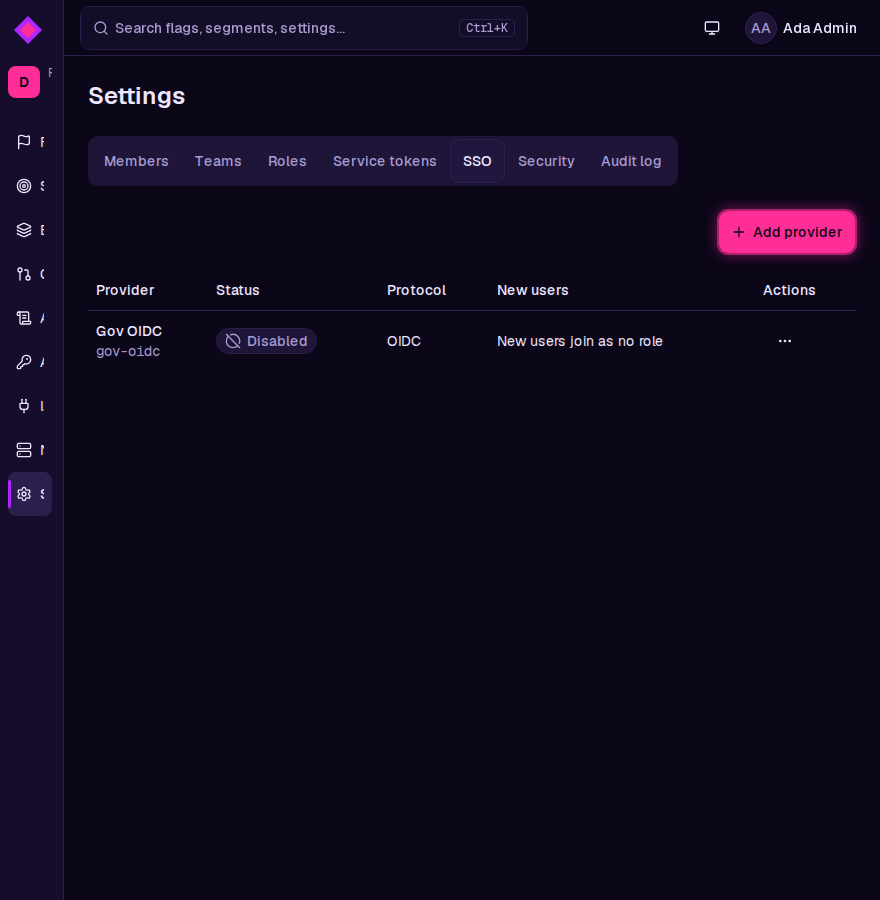 Search flags, segments, settings...
Ctrl+K
AA
Ada Admin
D
Settings
Members
Teams
Roles
Service tokens
SSO
Security
Audit log
Add provider
Provider
Status
Protocol
New users
Actions
Gov OIDC
gov-oidc
Disabled
OIDC
New users join as no role